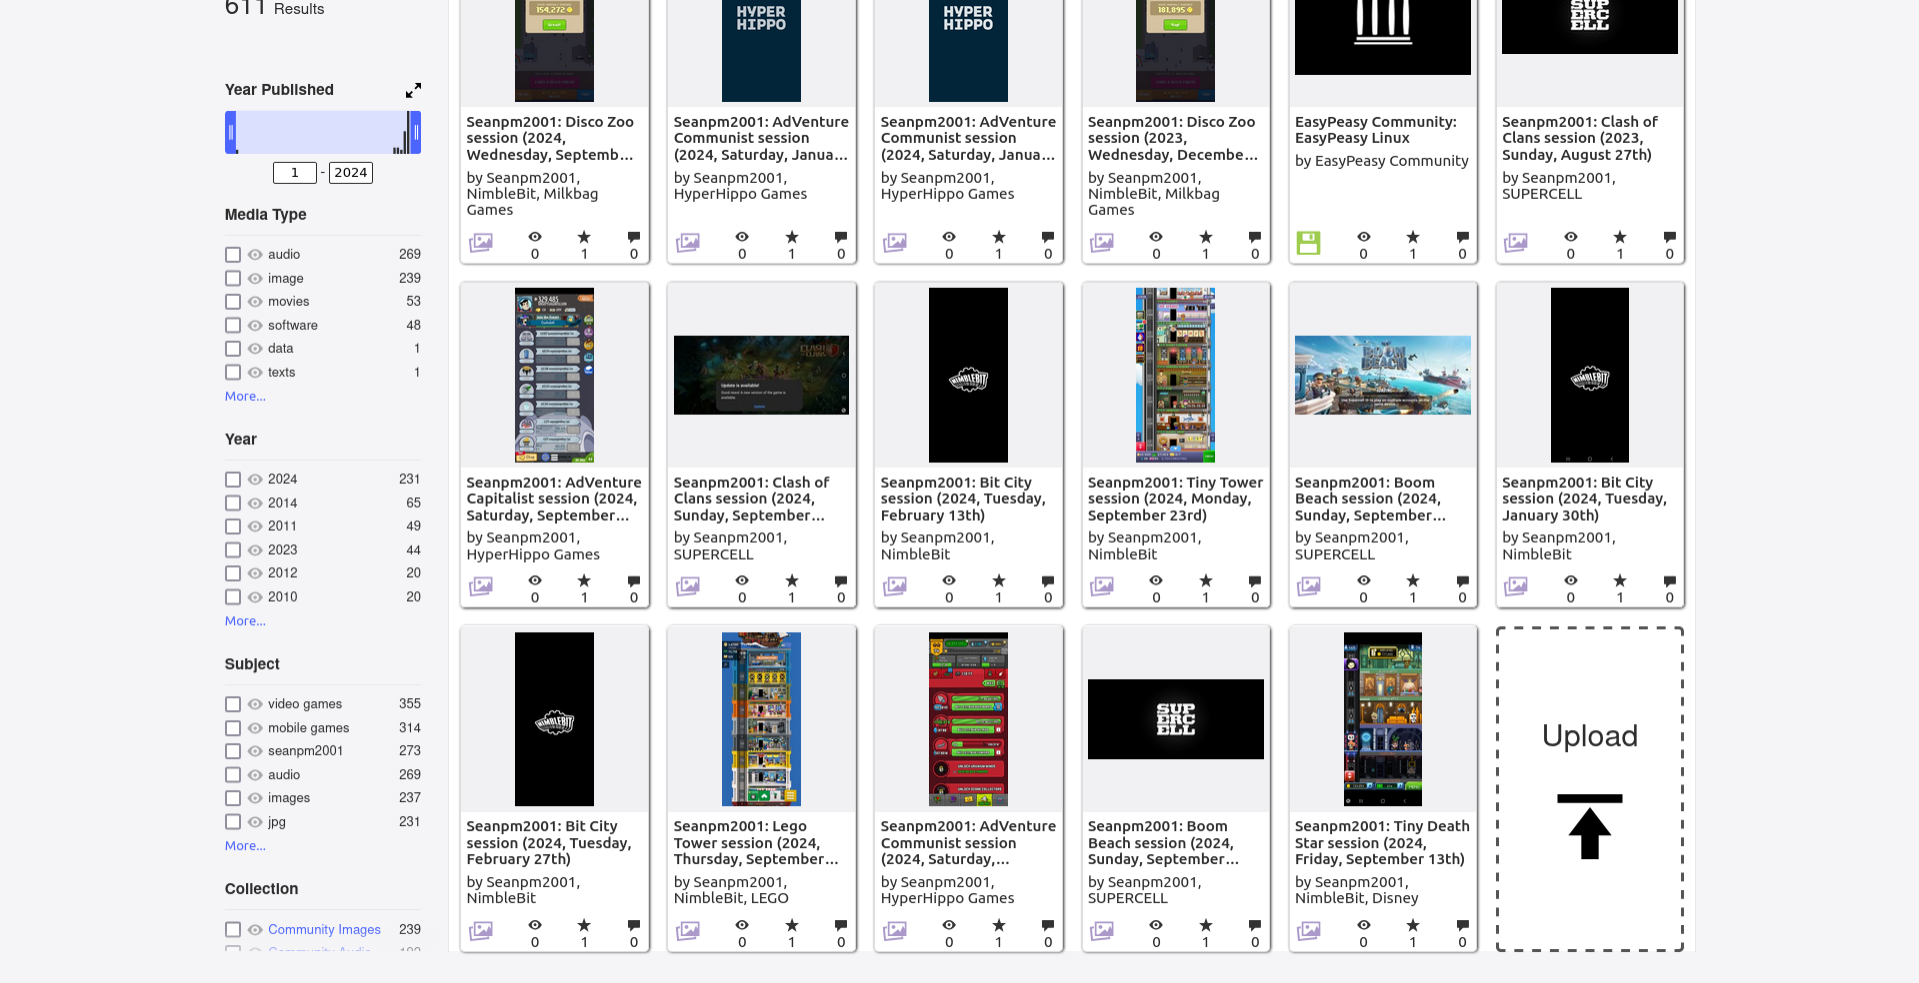 611 Results
Year Published
1 - 2024
Media Type
audio 269
image 239
movies 53
software 48
data 1
texts 1
More...
Year
2024 231
2014 65
2011 49
2023 44
2012 20
2010 20
More...
Subject
video games 355
mobile games 314
seanpm2001 273
audio 269
images 237
jpg 231
More...
Collection
Community Images 239
Community Audio
154,272
Seanpm2001: Disco Zoo
session (2024,
Wednesday, Septemb...
by Seanpm2001,
NimbleBit, Milkbag
Games
0 1 0
HYPER
HIPPO
Seanpm2001: AdVenture
Communist session
(2024, Saturday, Janua...
by Seanpm2001,
HyperHippo Games
0 1 0
HYPER
HIPPO
Seanpm2001: AdVenture
Communist session
(2024, Saturday, Janua...
by Seanpm2001,
HyperHippo Games
0 1 0
181,895
Seanpm2001: Disco Zoo
session (2023,
Wednesday, Decembe...
by Seanpm2001,
NimbleBit, Milkbag
Games
0 1 0
EasyPeasy Community:
EasyPeasy Linux
by EasyPeasy Community
0 1 0
SUP
ERC
ELL
Seanpm2001: Clash of
Clans session (2023,
Sunday, August 27th)
by Seanpm2001,
SUPERCELL
0 1 0
329.485
Seanpm2001: AdVenture
Capitalist session (2024,
Saturday, September...
by Seanpm2001,
HyperHippo Games
0 1 0
CLASH
Update is available!
Seanpm2001: Clash of
Clans session (2024,
Sunday, September...
by Seanpm2001,
SUPERCELL
0 1 0
NIMBLEBIT
Seanpm2001: Bit City
session (2024, Tuesday,
February 13th)
by Seanpm2001,
NimbleBit
0 1 0
Seanpm2001: Tiny Tower
session (2024, Monday,
September 23rd)
by Seanpm2001,
NimbleBit
0 1 0
BOOM
BEACH
Seanpm2001: Boom
Beach session (2024,
Sunday, September...
by Seanpm2001,
SUPERCELL
0 1 0
NIMBLEBIT
Seanpm2001: Bit City
session (2024, Tuesday,
January 30th)
by Seanpm2001,
NimbleBit
0 1 0
NIMBLEBIT
Seanpm2001: Bit City
session (2024, Tuesday,
February 27th)
by Seanpm2001,
NimbleBit
0 1 0
Seanpm2001: Lego
Tower session (2024,
Thursday, September...
by Seanpm2001,
NimbleBit, LEGO
0 1 0
Seanpm2001: AdVenture
Communist session
(2024, Saturday,...
by Seanpm2001,
HyperHippo Games
0 1 0
SUP
ERC
ELL
Seanpm2001: Boom
Beach session (2024,
Sunday, September...
by Seanpm2001,
SUPERCELL
0 1 0
Seanpm2001: Tiny Death
Star session (2024,
Friday, September 13th)
by Seanpm2001,
NimbleBit, Disney
0 1 0
Upload